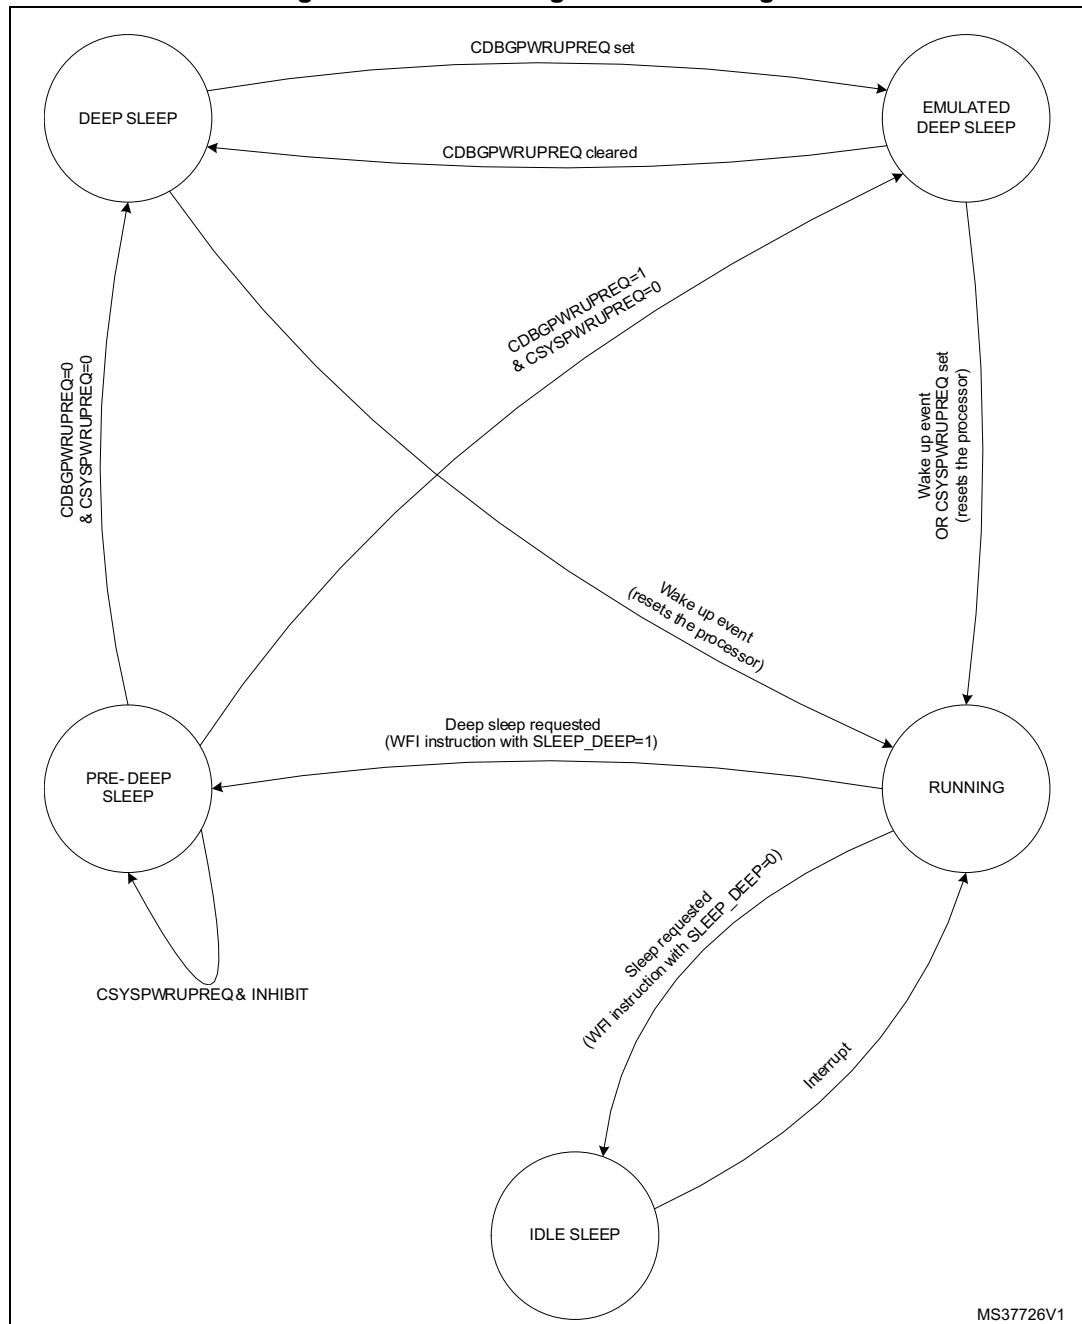 CDBGPWRUPREQ set
DEEP SLEEP
EMULATED
DEEP SLEEP
CDBGPWRUPREQ cleared
CDBGPWRUPREQ=1
& CSYSPWRUPREQ=0
CDBGPWRUPREQ=0
& CSYSPWRUPREQ=0
Wake up event
OR CSYSPWRUPREQ set
(resets the processor)
Wake up event
(resets the processor)
Deep sleep requested
(WFI instruction with SLEEP_DEEP=1)
PRE- DEEP
SLEEP
RUNNING
Sleep requested
(WFI instruction with SLEEP_DEEP=0)
CSYSPWRUPREQ & INHIBIT
Interrupt
IDLE SLEEP
MS37726V1